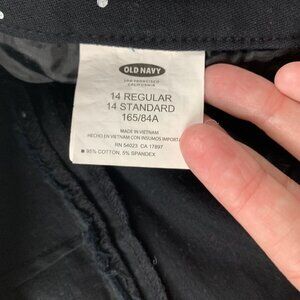 OLD NAVY
SAN FRANCISCO
CALIFORNIA
14 REGULAR
14 STANDARD
165/84A
MADE IN VIETNAM
HECHO EN VIETNAM CON INSUMOS IMPORTA
RN 54023 CA 17897
95% COTTON, 5% SPANDEX